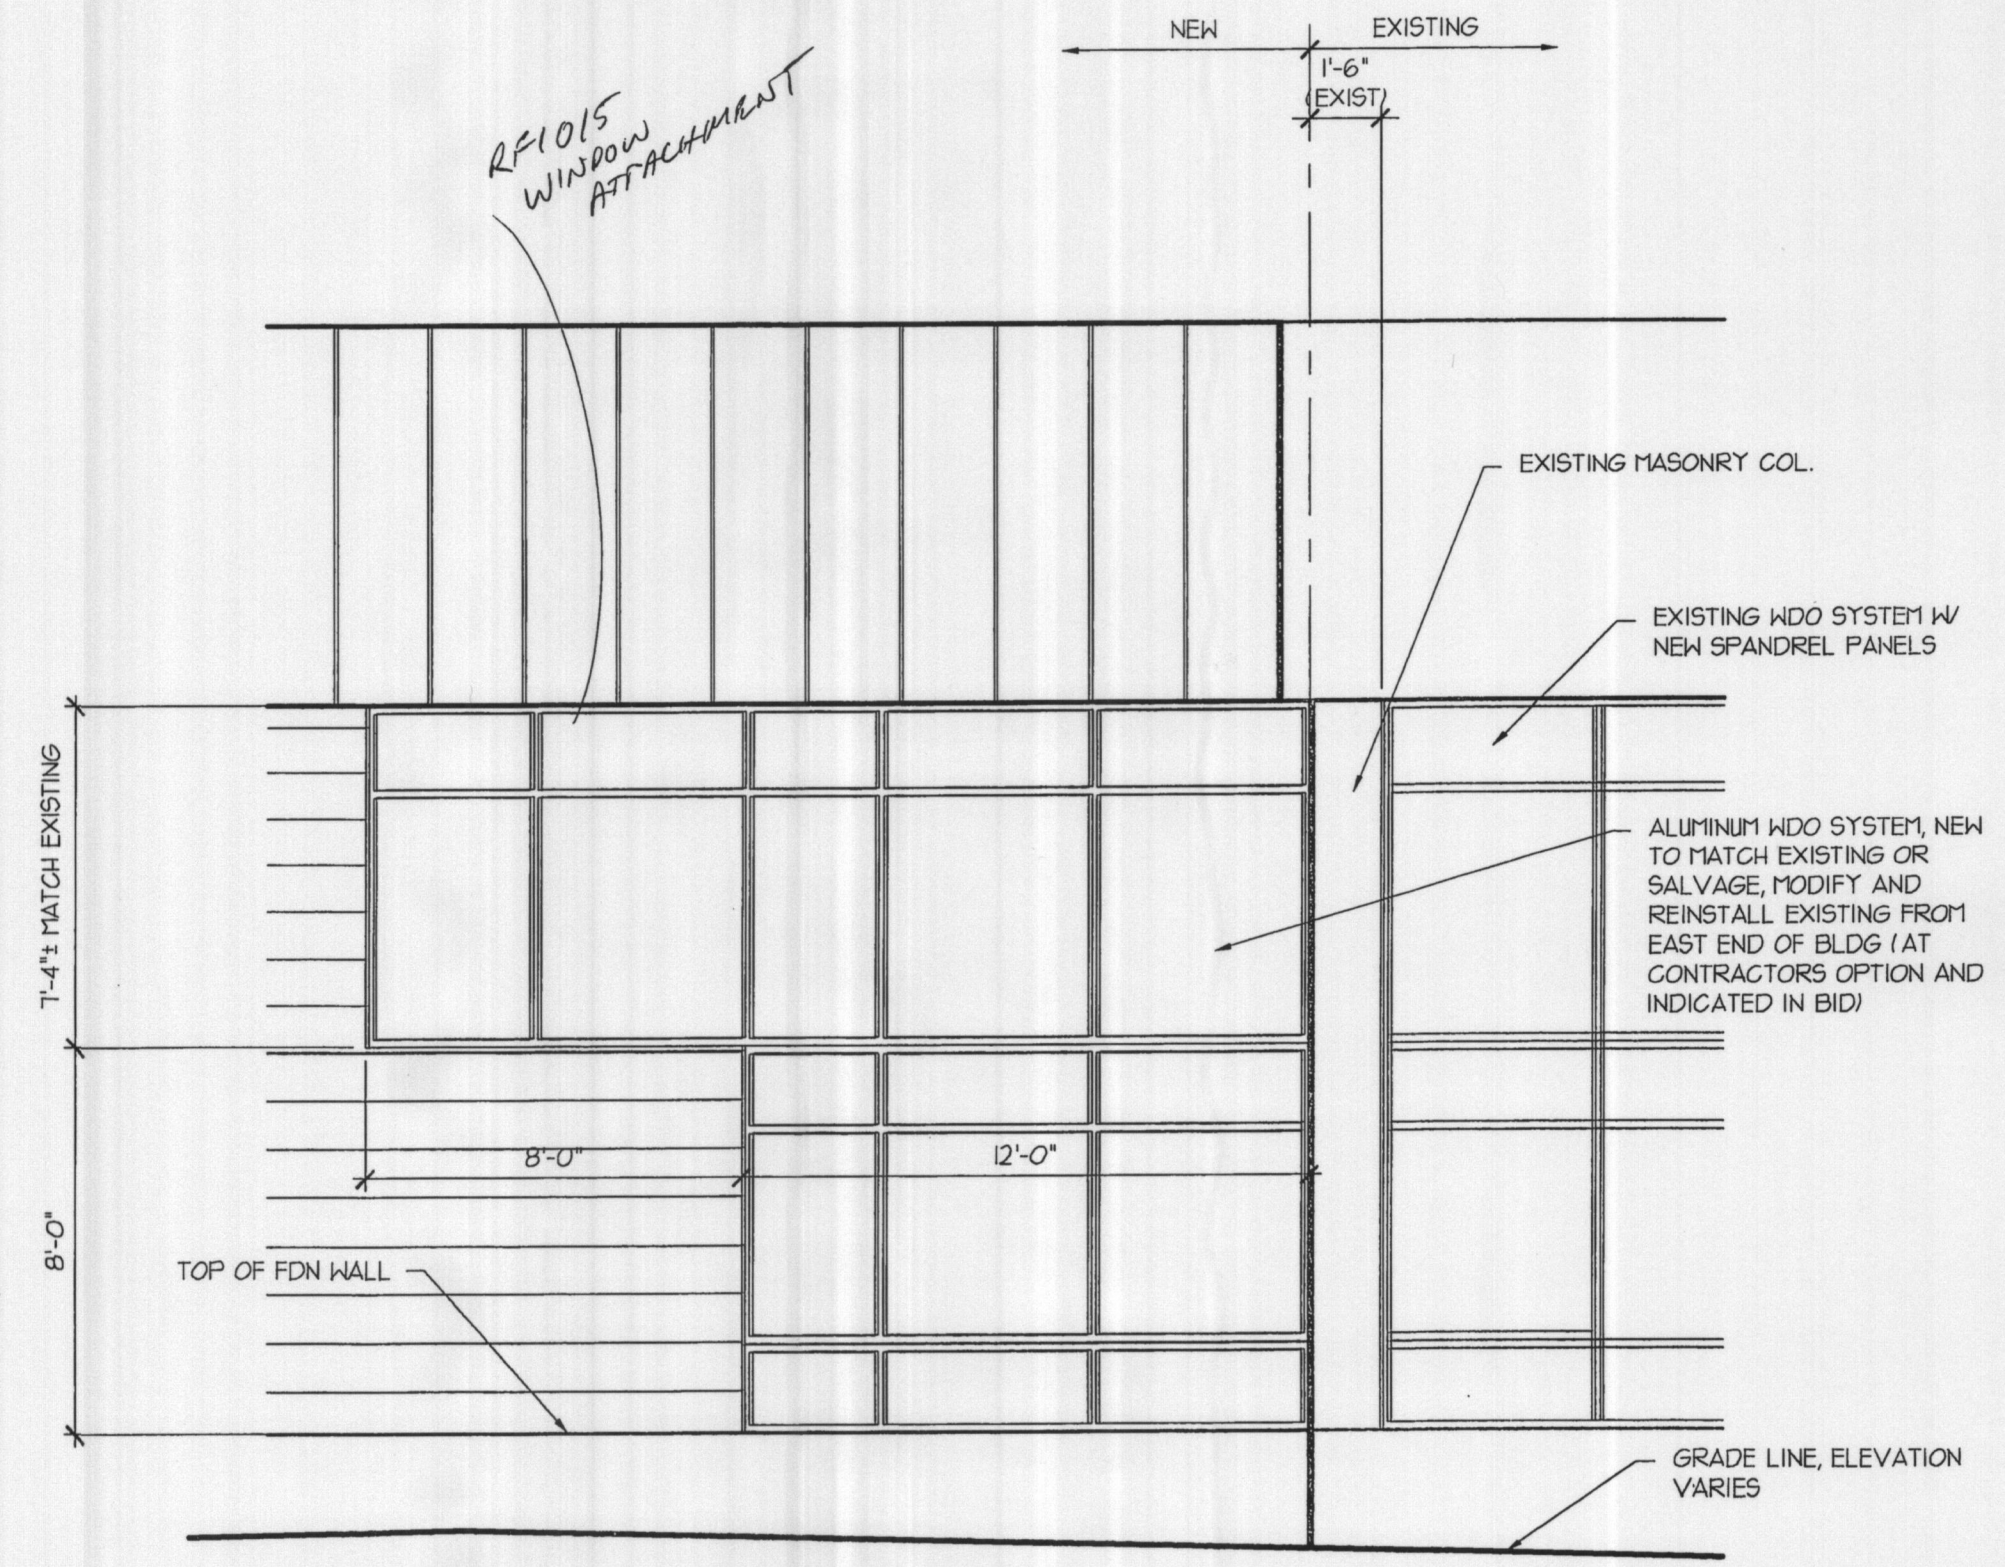 NEW
EXISTING
1'-6"
(EXIST)
RFI 015
WINDOW
ATTACHMENT
EXISTING MASONRY COL.
EXISTING WDO SYSTEM W/
NEW SPANDREL PANELS
7'-4"± MATCH EXISTING
ALUMINUM WDO SYSTEM, NEW
TO MATCH EXISTING OR
SALVAGE, MODIFY AND
REINSTALL EXISTING FROM
EAST END OF BLDG (AT
CONTRACTORS OPTION AND
INDICATED IN BID)
8'-0"
12'-0"
8'-0"
TOP OF FDN WALL
GRADE LINE, ELEVATION
VARIES